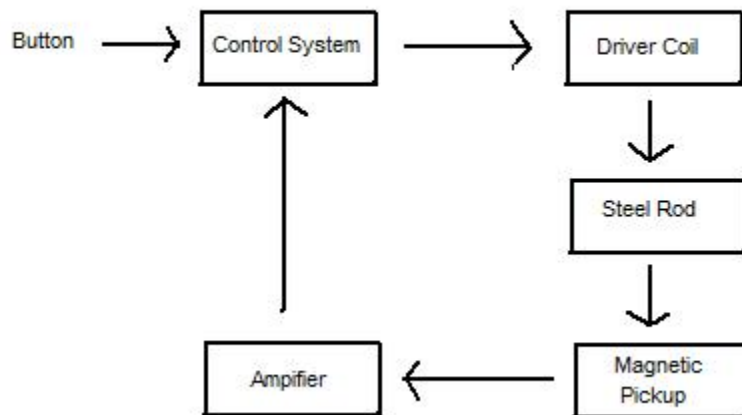 Button
Control System
Driver Coil
Steel Rod
Magnetic
Pickup
Ampifier